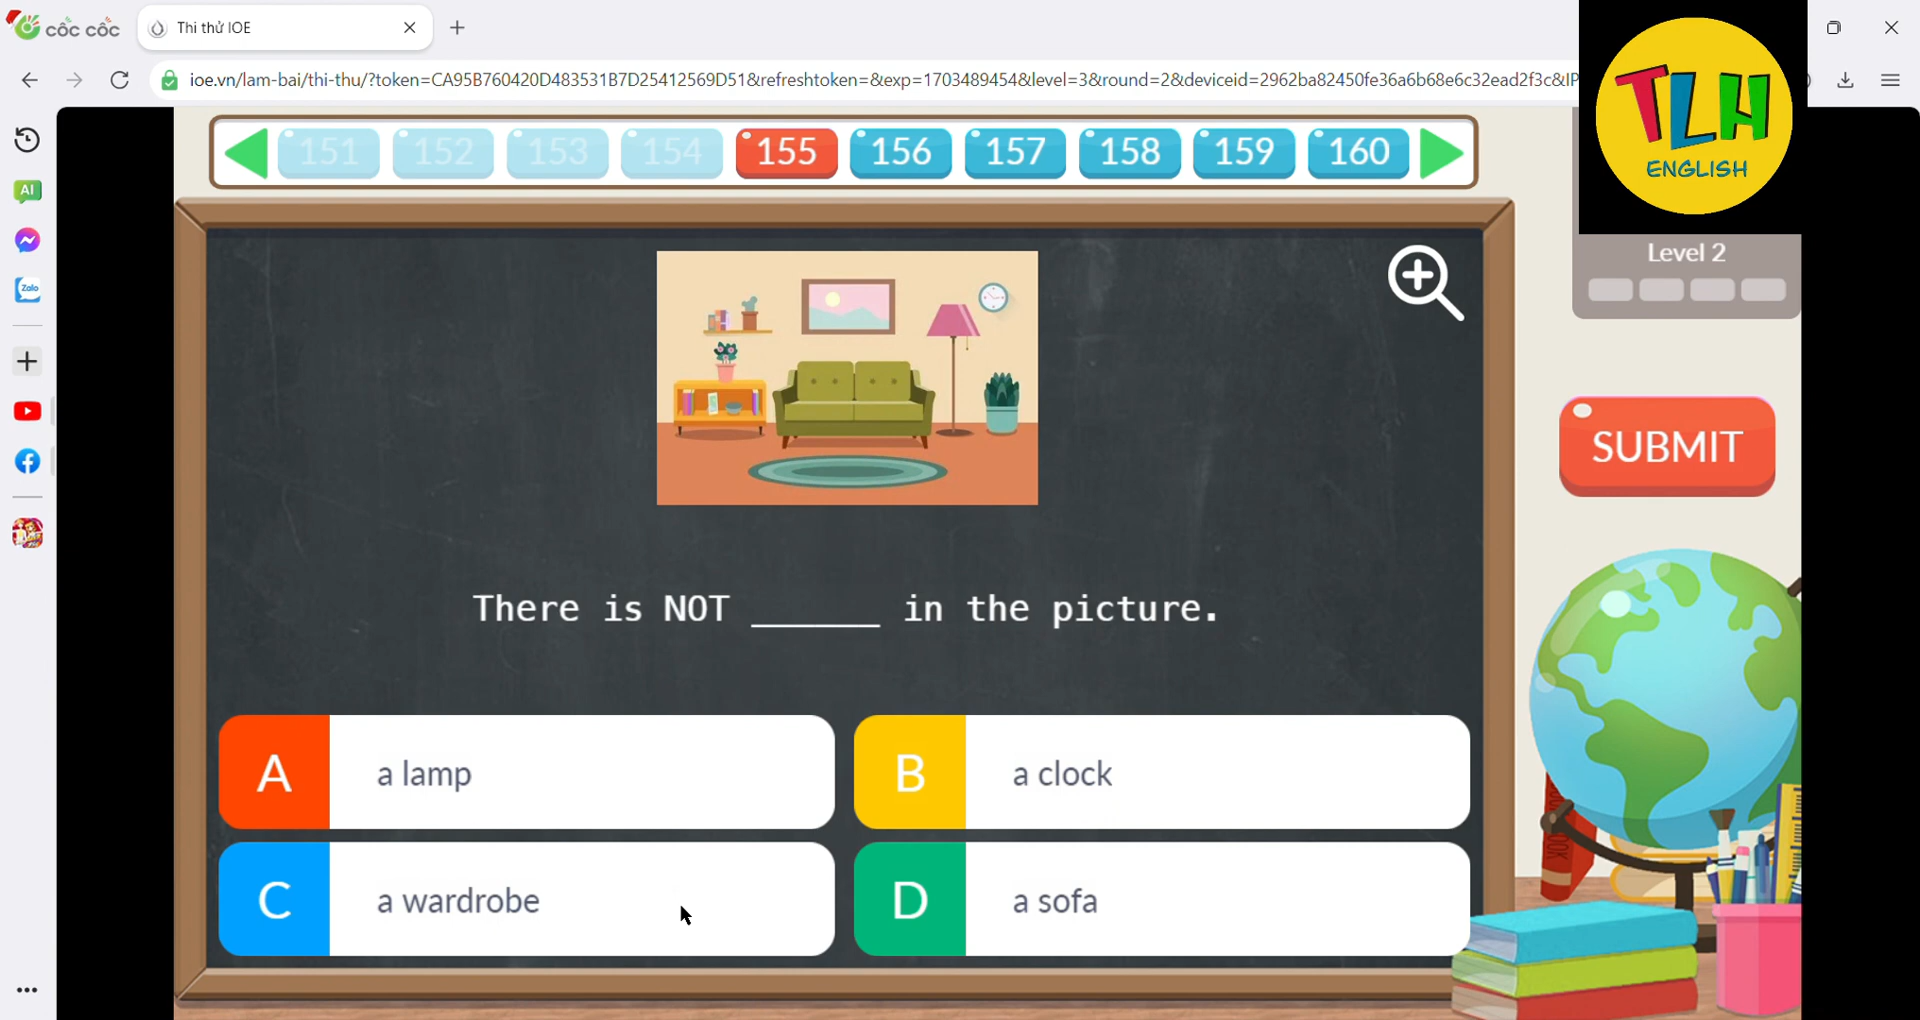 cốc cốc
Thi thử IOE
ioe.vn/lam-bai/thi-thu/?token=CA95B760420D483531B7D25412569D51&refreshtoken=&exp=1703489454&level=3&round=2&deviceid=2962ba82450fe36a6b68e6c32ead2f3c&IP
TLH
ENGLISH
AI
Zalo
151 152 153 154 155 156 157 158 159 160
Level 2
SUBMIT
There is NOT ______ in the picture.
A a lamp
B a clock
C a wardrobe
D a sofa